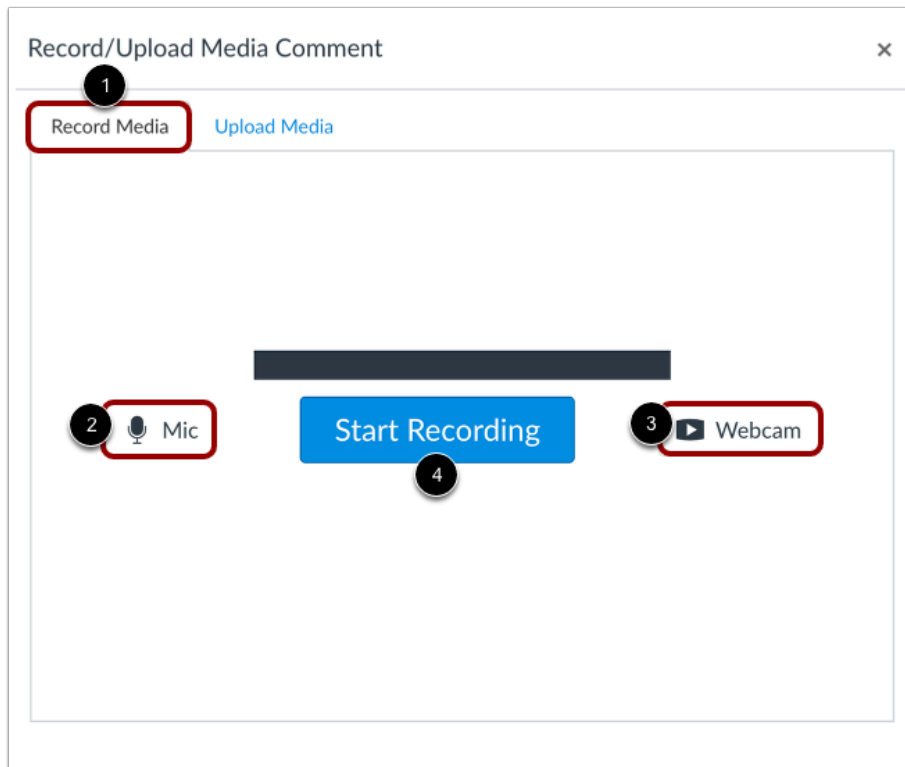 Record/Upload Media Comment ×
1
Record Media Upload Media
2 Mic Start Recording 3 Webcam
4